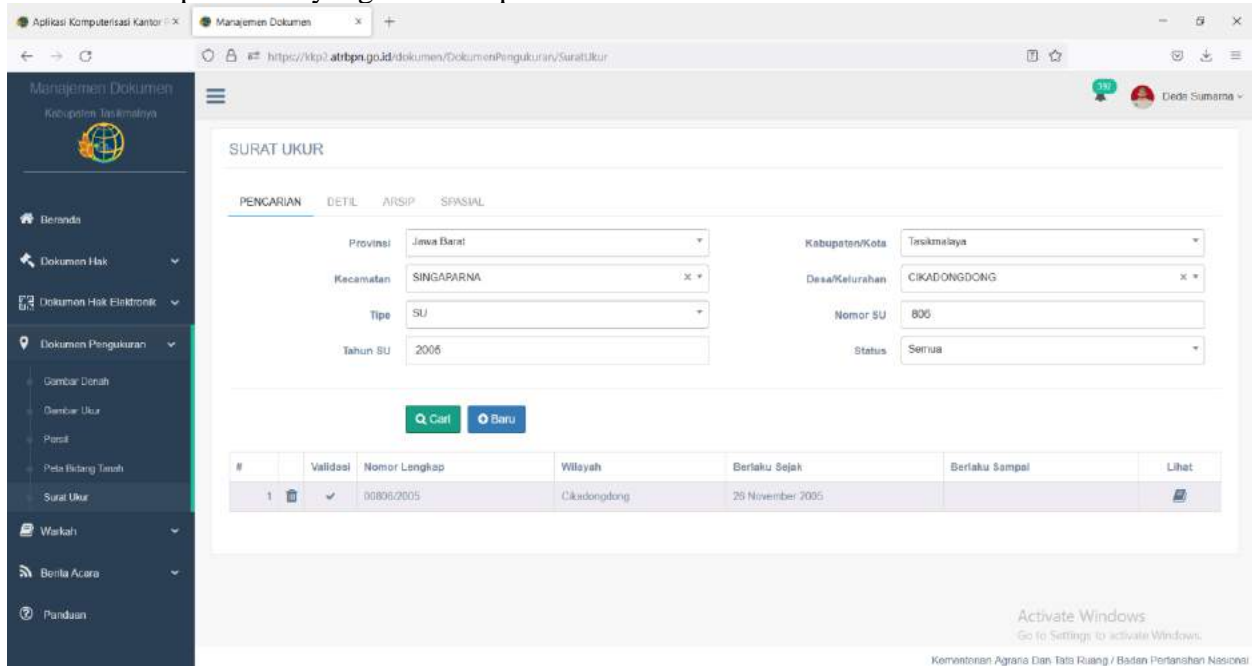 Aplikasi Komputerisasi Kantor
Manajemen Dokumen
https://kkp2.atrbpn.go.id/dokumen/DokumenPengukuran/SuratUkur
Manajemen Dokumen
Kabupaten Tasikmalaya
Dede Sumarna
SURAT UKUR
PENCARIAN DETIL ARSIP SPASIAL
Beranda
Dokumen Hak
Dokumen Hak Elektronik
Dokumen Pengukuran
Gambar Denah
Gambar Ukur
Persil
Peta Bidang Tanah
Surat Ukur
Warkah
Berita Acara
Panduan
Provinsi Jawa Barat Kabupaten/Kota Tasikmalaya
Kecamatan SINGAPARNA Desa/Kelurahan CIKADONGDONG
Tipe SU Nomor SU 806
Tahun SU 2005 Status Semua
Cari Baru
# Validasi Nomor Lengkap Wilayah Berlaku Sejak Berlaku Sampai Lihat
1 00806/2005 Cikadongdong 26 November 2005
Activate Windows
Go to Settings to activate Windows.
Kementerian Agraria Dan Tata Ruang / Badan Pertanahan Nasional